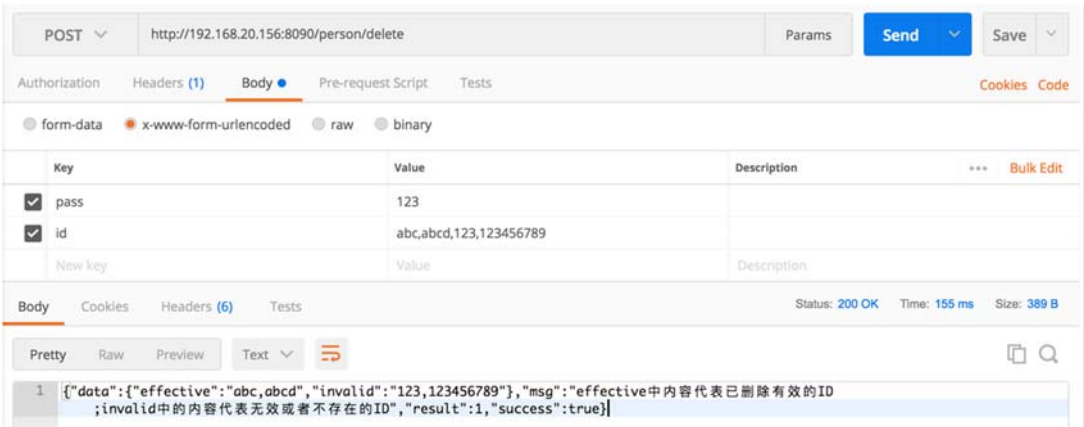 POST http://192.168.20.156:8090/person/delete Params Send Save
Authorization Headers (1) Body Pre-request Script Tests Cookies Code
form-data x-www-form-urlencoded raw binary
Key Value Description Bulk Edit
pass 123
id abc,abcd,123,123456789
New key Value Description
Body Cookies Headers (6) Tests Status: 200 OK Time: 155 ms Size: 389 B
Pretty Raw Preview Text
1 {"data":{"effective":"abc,abcd","invalid":"123,123456789"},"msg":"effective中内容代表已删除有效的ID
;invalid中的内容代表无效或者不存在的ID","result":1,"success":true}